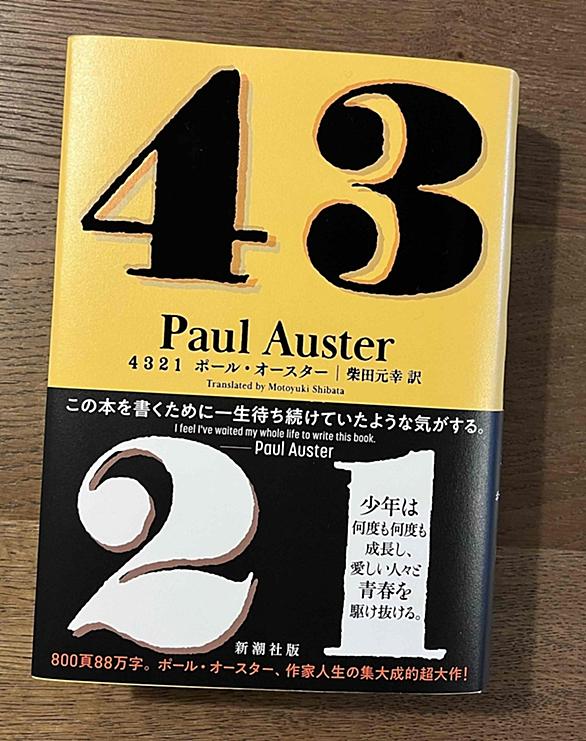 43
Paul Auster
4321 ポール・オースター｜柴田元幸 訳
Translated by Motoyuki Shibata
この本を書くために一生待ち続けていたような気がする。
I feel I've waited my whole life to write this book.
—— Paul Auster
21
少年は
何度も何度も
成長し、
愛しい人々と
青春を
駆け抜ける。
新潮社版
800頁88万字。ポール・オースター、作家人生の集大成的超大作!